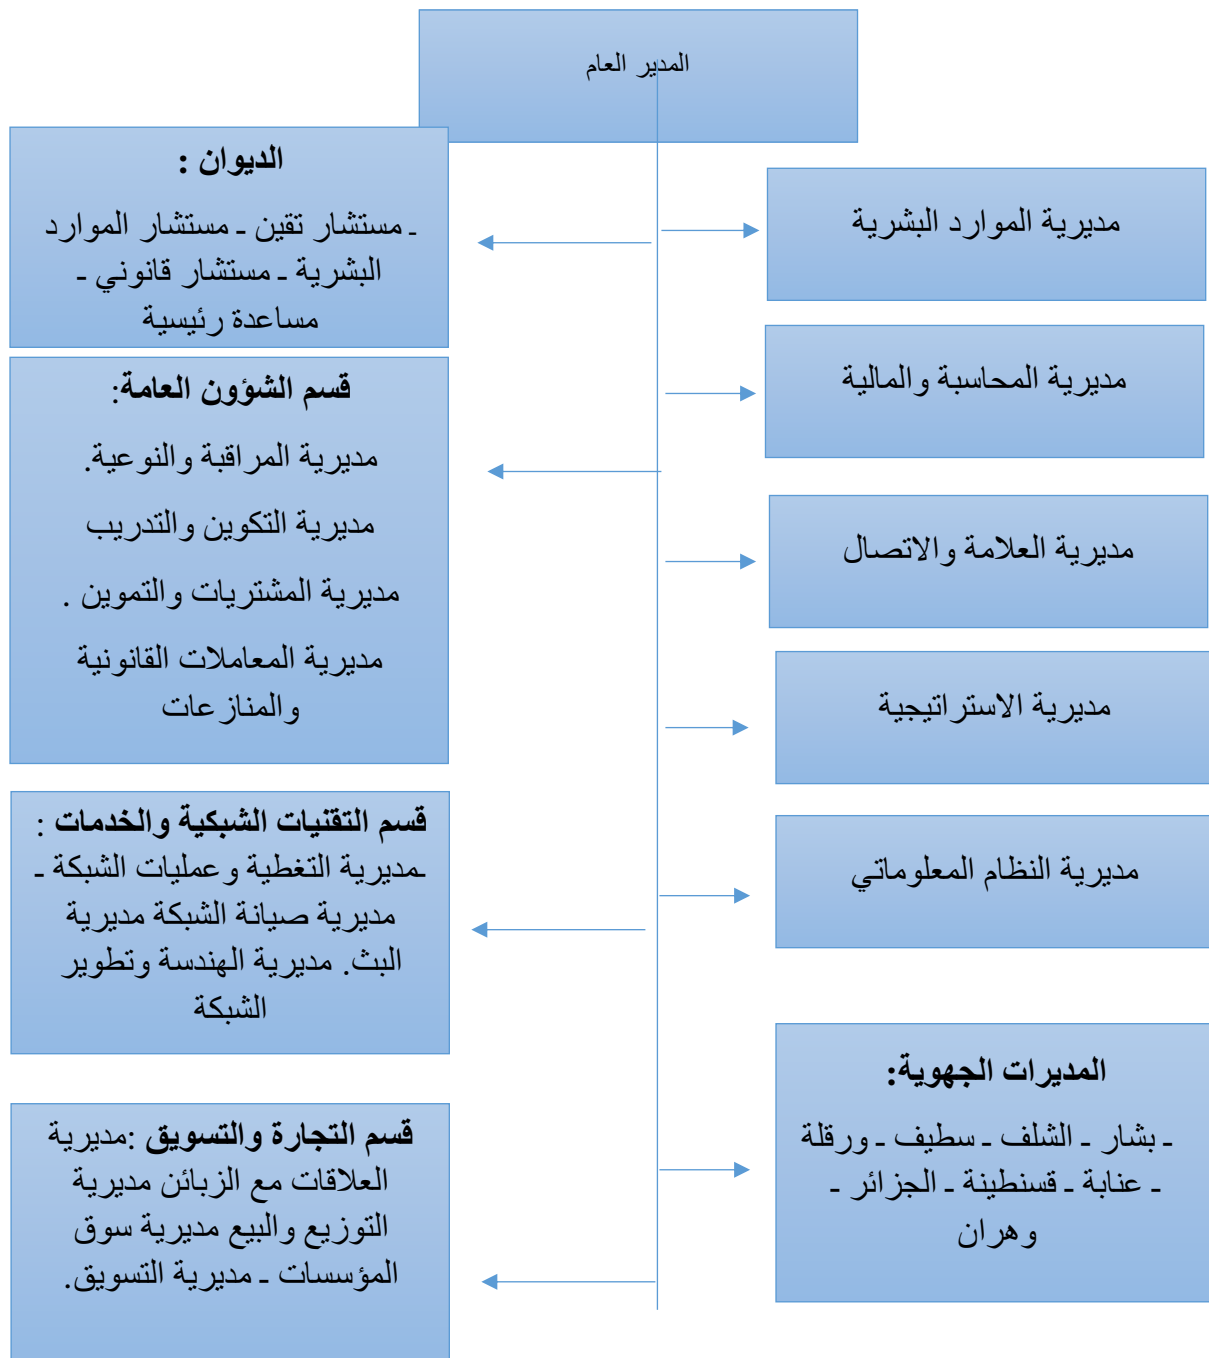 المدير العام
مديرية الموارد البشرية
مديرية المحاسبة والمالية
مديرية العلامة والاتصال
مديرية الاستراتيجية
مديرية النظام المعلوماتي
المديرات الجهوية:
ـ بشار ـ الشلف ـ سطيف ـ ورقلة
ـ عنابة ـ قسنطينة ـ الجزائر ـ
وهران
الديوان :
ـ مستشار تقين ـ مستشار الموارد
البشرية ـ مستشار قانوني ـ
مساعدة رئيسية
قسم الشؤون العامة:
مديرية المراقبة والنوعية.
مديرية التكوين والتدريب
مديرية المشتريات والتموين .
مديرية المعاملات القانونية
والمنازعات
قسم التقنيات الشبكية والخدمات :
ـمديرية التغطية وعمليات الشبكة ـ
مديرية صيانة الشبكة مديرية
البث. مديرية الهندسة وتطوير
الشبكة
قسم التجارة والتسويق :مديرية
العلاقات مع الزبائن مديرية
التوزيع والبيع مديرية سوق
المؤسسات ـ مديرية التسويق.